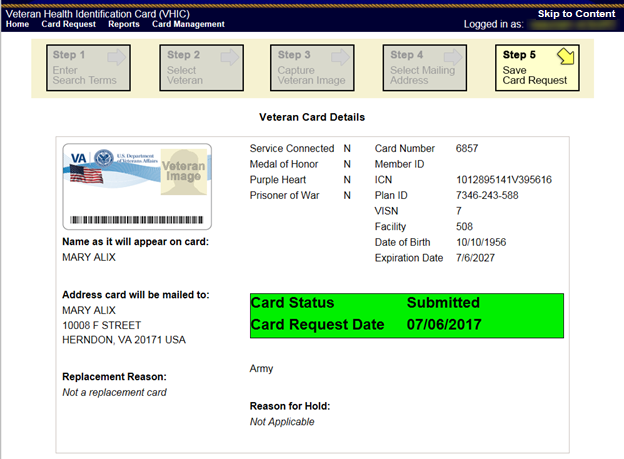 Veteran Health Identification Card (VHIC)
Skip to Content
Home Card Request Reports Card Management
Logged in as:
Step 1
Enter
Search Terms
Step 2
Select
Veteran
Step 3
Capture
Veteran Image
Step 4
Select Mailing
Address
Step 5
Save
Card Request
Veteran Card Details
VA U.S. Department
of Veterans Affairs
Veteran
Image
Name as it will appear on card:
MARY ALIX
Address card will be mailed to:
MARY ALIX
10008 F STREET
HERNDON, VA 20171 USA
Replacement Reason:
Not a replacement card
Service Connected N
Medal of Honor N
Purple Heart N
Prisoner of War N
Card Number 6857
Member ID
ICN 1012895141V395616
Plan ID 7346-243-588
VISN 7
Facility 508
Date of Birth 10/10/1956
Expiration Date 7/6/2027
Card Status Submitted
Card Request Date 07/06/2017
Army
Reason for Hold:
Not Applicable